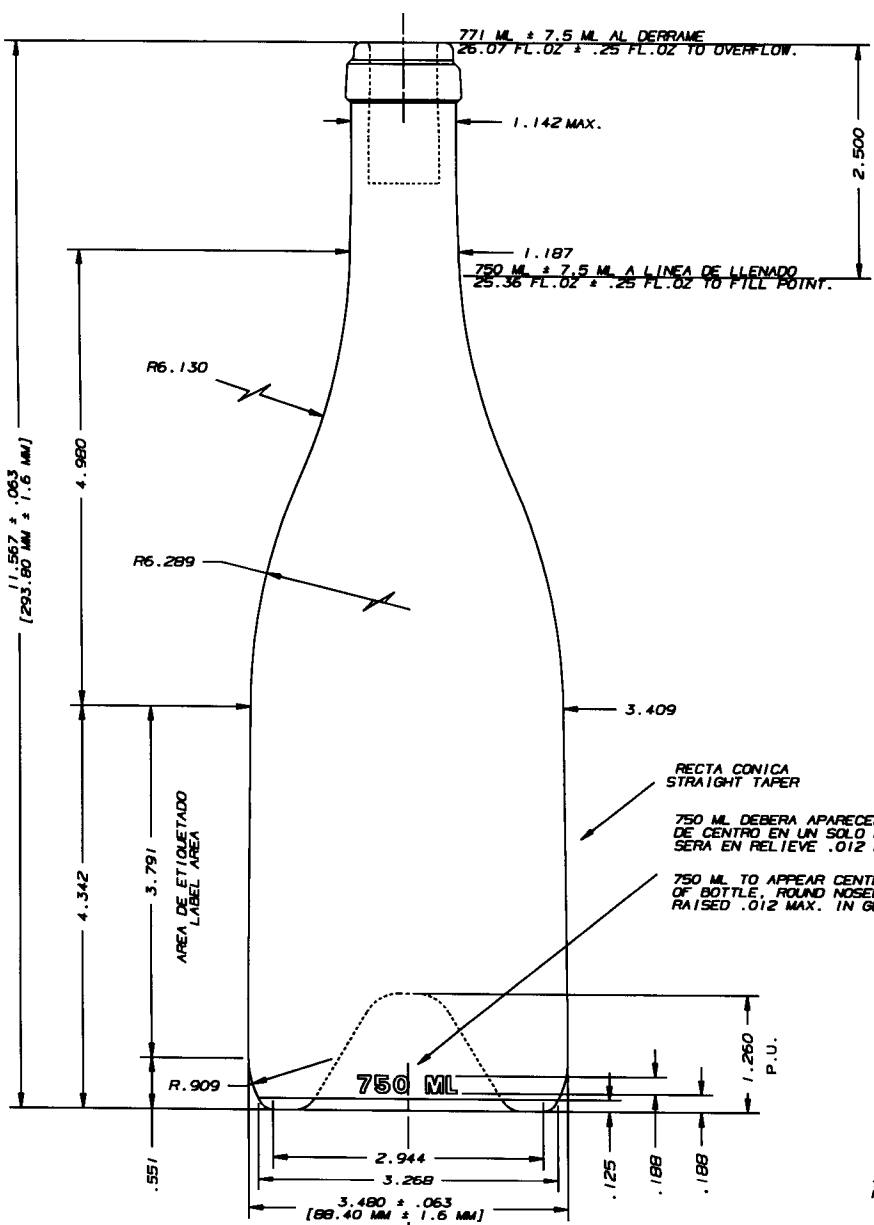 771 ML ± 7.5 ML AL DERRAME
26.07 FL.OZ ± .25 FL.OZ TO OVERFLOW.
1.142 MAX.
2.500
1.187
750 ML ± 7.5 ML A LINEA DE LLENADO
25.36 FL.OZ ± .25 FL.OZ TO FILL POINT.
R6.130
11.567 ± .063
[293.80 MM ± 1.6 MM]
4.980
R6.289
3.409
RECTA CONICA
STRAIGHT TAPER
750 ML DEBERA APARECE
DE CENTRO EN UN SOLO
SERA EN RELIEVE .012
750 ML TO APPEAR CENT
OF BOTTLE, ROUND NOSE
RAISED .012 MAX. IN G
4.342
3.791
AREA DE ETIQUETADO
LABEL AREA
1.260
P.U.
R.909
750 ML
.551
2.944
3.268
3.480 ± .063
[88.40 MM ± 1.6 MM]
.125
.188
.188